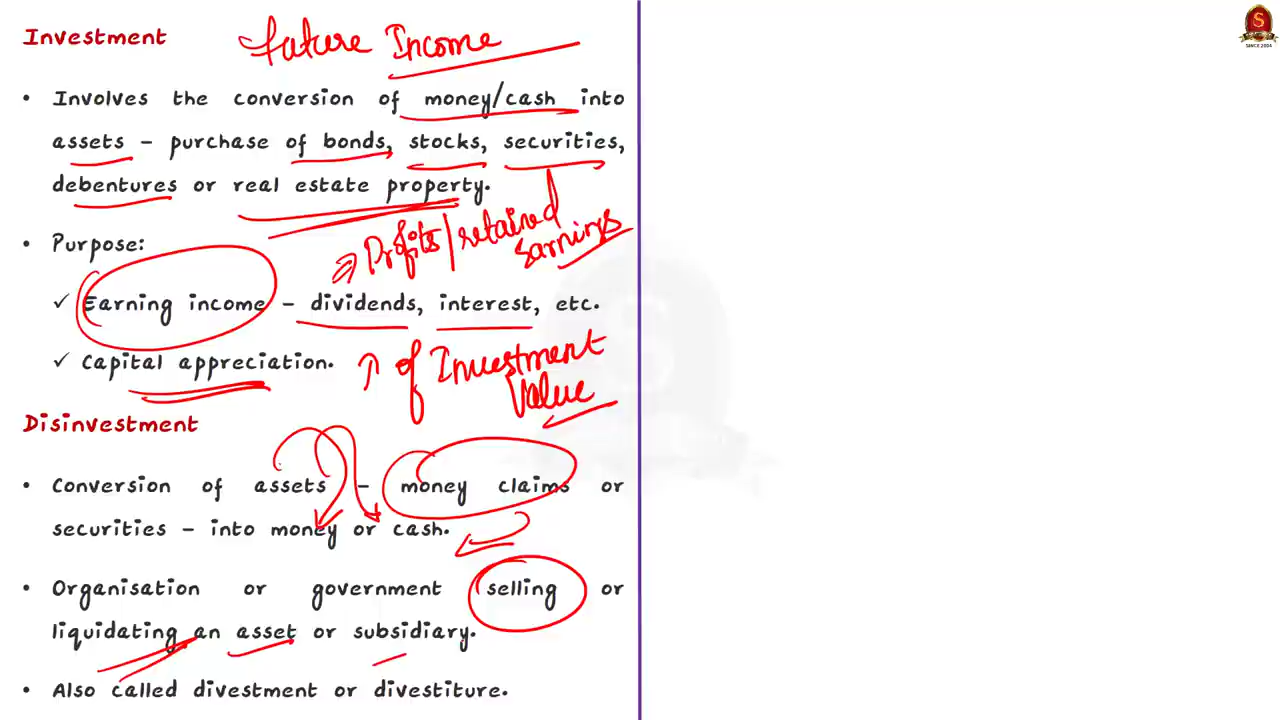 Investment
future Income
• Involves the conversion of money/cash into
assets – purchase of bonds, stocks, securities,
debentures or real estate property.
• Purpose:
⇒ Profits/retained
earnings
✓ Earning income – dividends, interest, etc.
✓ Capital appreciation.
↑ of Investment
Value
Disinvestment
• Conversion of assets – money claims or
securities – into money or cash.
• Organisation or government selling or
liquidating an asset or subsidiary.
• Also called divestment or divestiture.
S
SINCE 2004